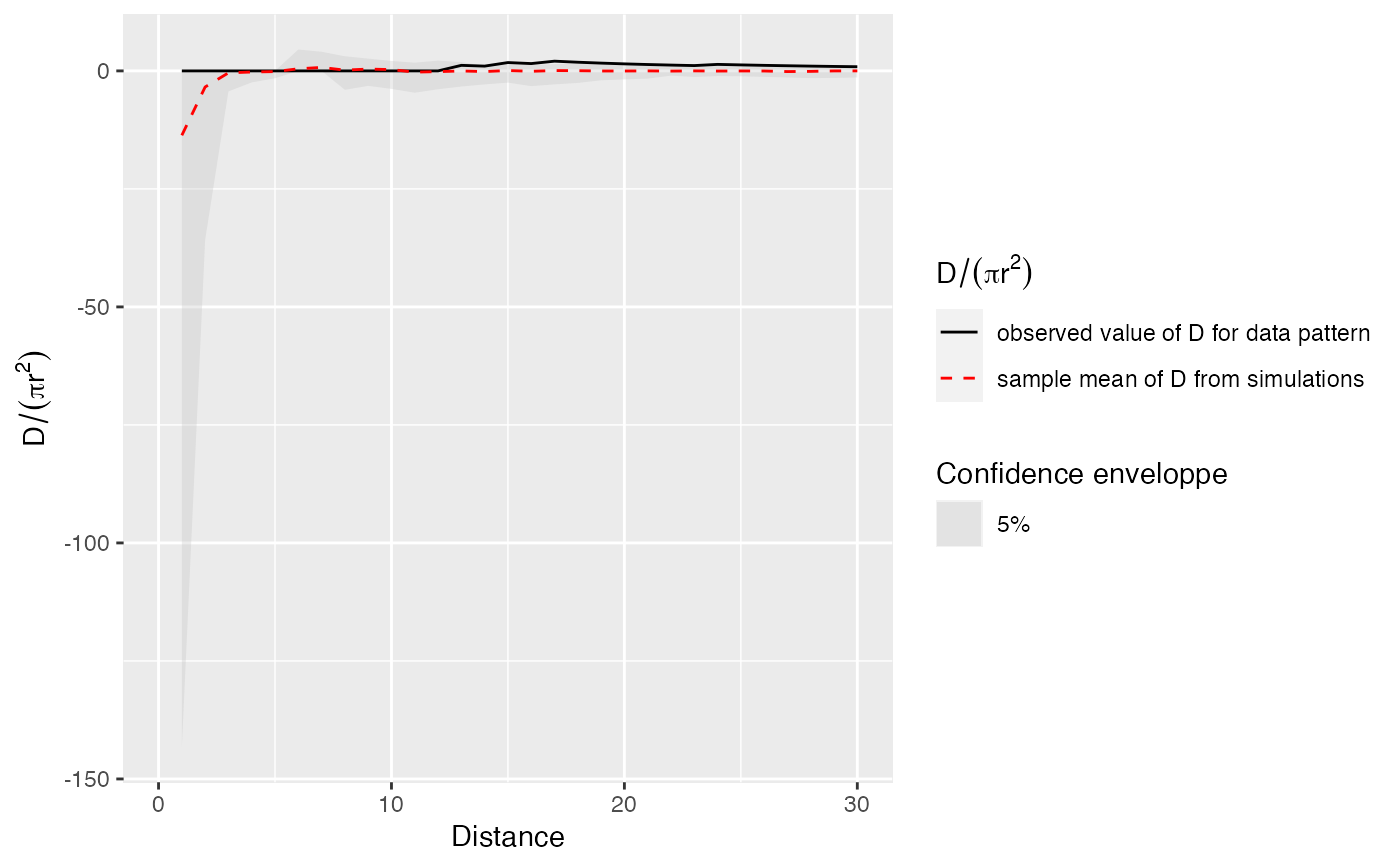 0
-50
-100
-150
D/(πr²)
0
10
20
30
Distance
D/(πr²)
observed value of D for data pattern
sample mean of D from simulations
Confidence enveloppe
5%